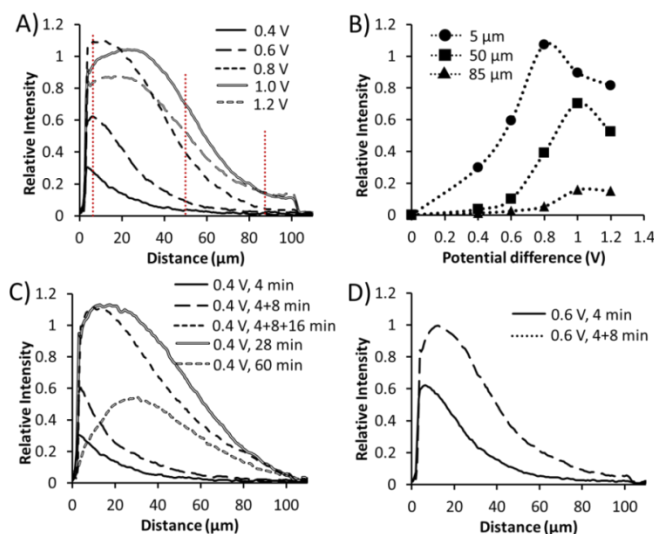 A)
1.2
1
0.8
0.6
0.4
0.2
0
Relative Intensity
0 20 40 60 80 100
Distance (µm)
0.4 V
0.6 V
0.8 V
1.0 V
1.2 V
B)
1.2
1
0.8
0.6
0.4
0.2
0
Relative Intensity
0 0.2 0.4 0.6 0.8 1.0 1.2
Potential difference (V)
5 µm
50 µm
85 µm
C)
1.2
1
0.8
0.6
0.4
0.2
0
Relative Intensity
0 20 40 60 80 100
Distance (µm)
0.4 V, 4 min
0.4 V, 4+8 min
0.4 V, 4+8+16 min
0.4 V, 28 min
0.4 V, 60 min
D)
1.2
1
0.8
0.6
0.4
0.2
0
Relative Intensity
0 20 40 60 80 100
Distance (µm)
0.6 V, 4 min
0.6 V, 4+8 min